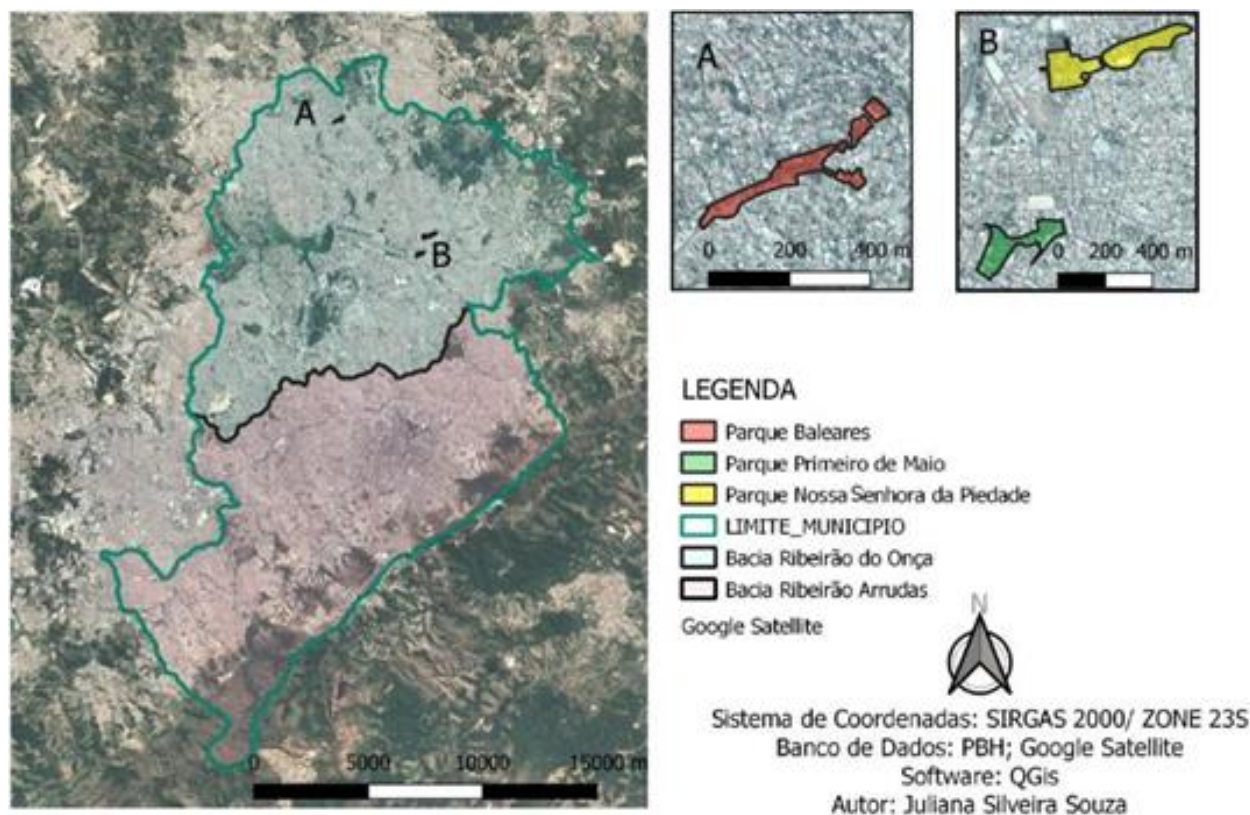 A
B
0 5000 10000 15000 m
A
0 200 400 m
B
0 200 400 m
LEGENDA
Parque Baleares
Parque Primeiro de Maio
Parque Nossa Senhora da Piedade
LIMITE_MUNICIPIO
Bacia Ribeirão do Onça
Bacia Ribeirão Arrudas
Google Satellite
N
Sistema de Coordenadas: SIRGAS 2000/ ZONE 23S
Banco de Dados: PBH; Google Satellite
Software: QGis
Autor: Juliana Silveira Souza